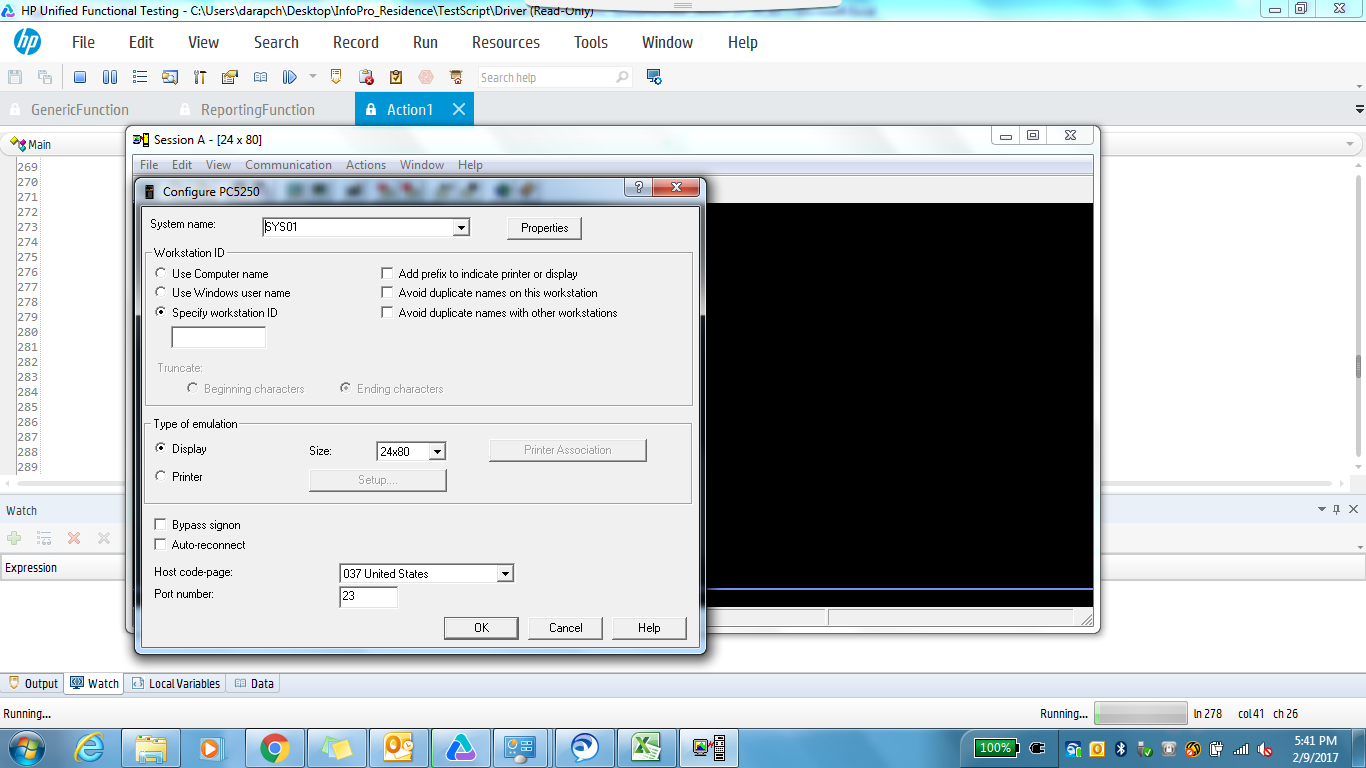 HP Unified Functional Testing - C:\Users\darapch\Desktop\InfoPro_Residence\TestScript\Driver (Read-Only)
hp File Edit View Search Record Run Resources Tools Window Help
Search help
GenericFunction ReportingFunction Action1
Main
Session A - [24 x 80]
File Edit View Communication Actions Window Help
Configure PC5250
System name: SYS01 Properties
Workstation ID
Use Computer name Add prefix to indicate printer or display
Use Windows user name Avoid duplicate names on this workstation
Specify workstation ID Avoid duplicate names with other workstations
Truncate:
Beginning characters Ending characters
Type of emulation
Display Size: 24x80 Printer Association
Printer Setup....
Bypass signon
Auto-reconnect
Host code-page: 037 United States
Port number: 23
OK Cancel Help
269
270
271
272
273
274
275
276
277
278
279
280
281
282
283
284
285
286
287
288
289
Watch
Expression
Output Watch Local Variables Data
Running... Running... ln 278 col 41 ch 26
100% 5:41 PM
2/9/2017